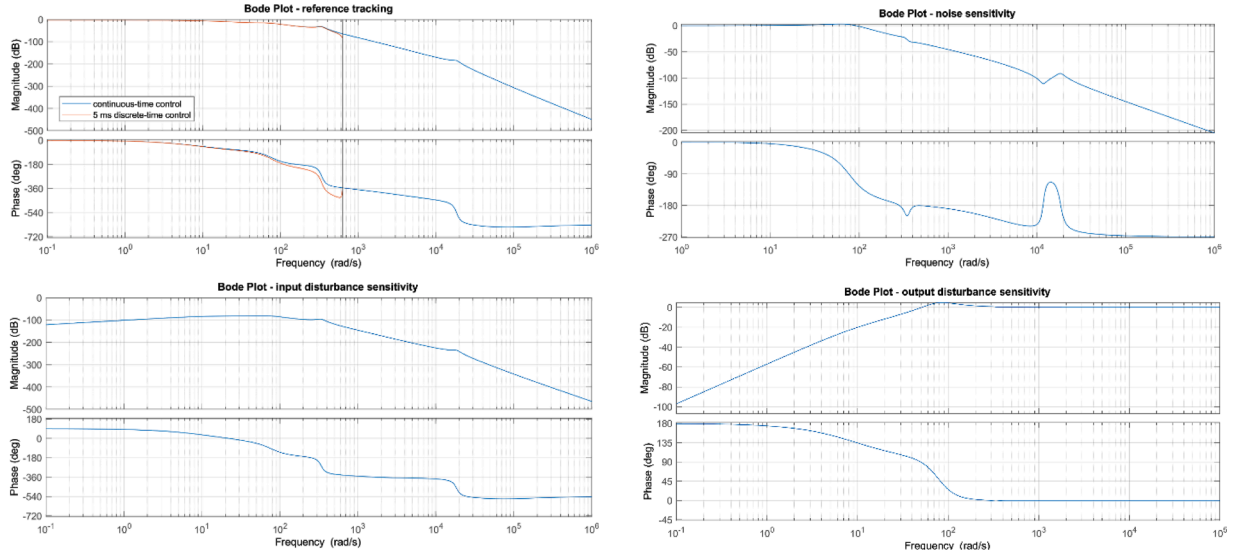 Bode Plot - reference tracking
Magnitude (dB)
0
-100
-200
-300
-400
-500
continuous-time control
5 ms discrete-time control
Phase (deg)
-180
-360
-540
-720
10^-1 10^0 10^1 10^2 10^3 10^4 10^5 10^6
Frequency (rad/s)
Bode Plot - noise sensitivity
Magnitude (dB)
0
-50
-100
-150
-200
Phase (deg)
0
-90
-180
-270
10^0 10^1 10^2 10^3 10^4 10^5 10^6
Frequency (rad/s)
Bode Plot - input disturbance sensitivity
Magnitude (dB)
0
-100
-200
-300
-400
-500
Phase (deg)
180
0
-180
-360
-540
-720
10^-1 10^0 10^1 10^2 10^3 10^4 10^5 10^6
Frequency (rad/s)
Bode Plot - output disturbance sensitivity
Magnitude (dB)
0
-20
-40
-60
-80
-100
Phase (deg)
180
135
90
45
0
-45
10^-1 10^0 10^1 10^2 10^3 10^4 10^5 10^6
Frequency (rad/s)